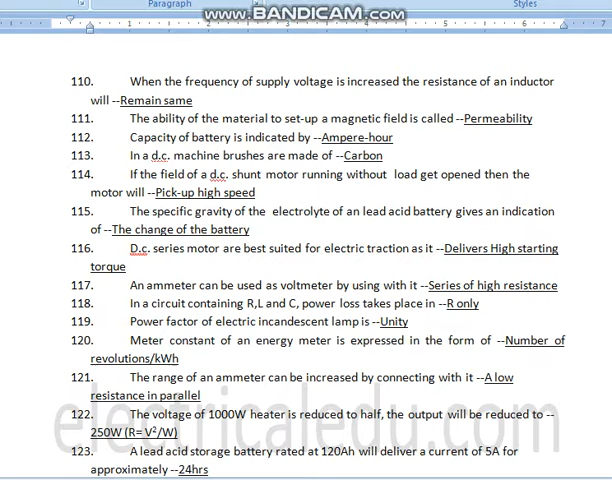 Paragraph
Styles
www.BANDICAM.com
1
2
6
7
110. When the frequency of supply voltage is increased the resistance of an inductor
will --Remain same
111. The ability of the material to set-up a magnetic field is called --Permeability
112. Capacity of battery is indicated by --Ampere-hour
113. In a d.c. machine brushes are made of --Carbon
114. If the field of a d.c. shunt motor running without load get opened then the
motor will --Pick-up high speed
115. The specific gravity of the electrolyte of an lead acid battery gives an indication
of --The change of the battery
116. D.c. series motor are best suited for electric traction as it --Delivers High starting
torque
117. An ammeter can be used as voltmeter by using with it --Series of high resistance
118. In a circuit containing R,L and C, power loss takes place in --R only
119. Power factor of electric incandescent lamp is --Unity
120. Meter constant of an energy meter is expressed in the form of --Number of
revolutions/kWh
121. The range of an ammeter can be increased by connecting with it --A low
resistance in parallel
122. The voltage of 1000W heater is reduced to half, the output will be reduced to --
250W (R= V²/W)
123. A lead acid storage battery rated at 120Ah will deliver a current of 5A for
approximately --24hrs
electricaledu.com